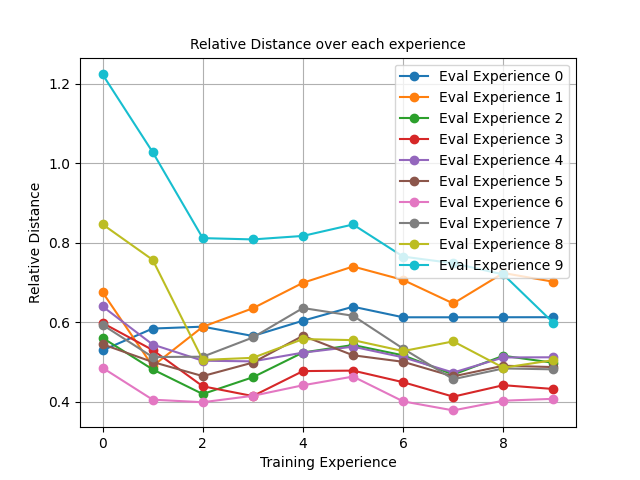 Relative Distance over each experience
Eval Experience 0
Eval Experience 1
Eval Experience 2
Eval Experience 3
Eval Experience 4
Eval Experience 5
Eval Experience 6
Eval Experience 7
Eval Experience 8
Eval Experience 9
Relative Distance
1.2
1.0
0.8
0.6
0.4
0 2 4 6 8
Training Experience